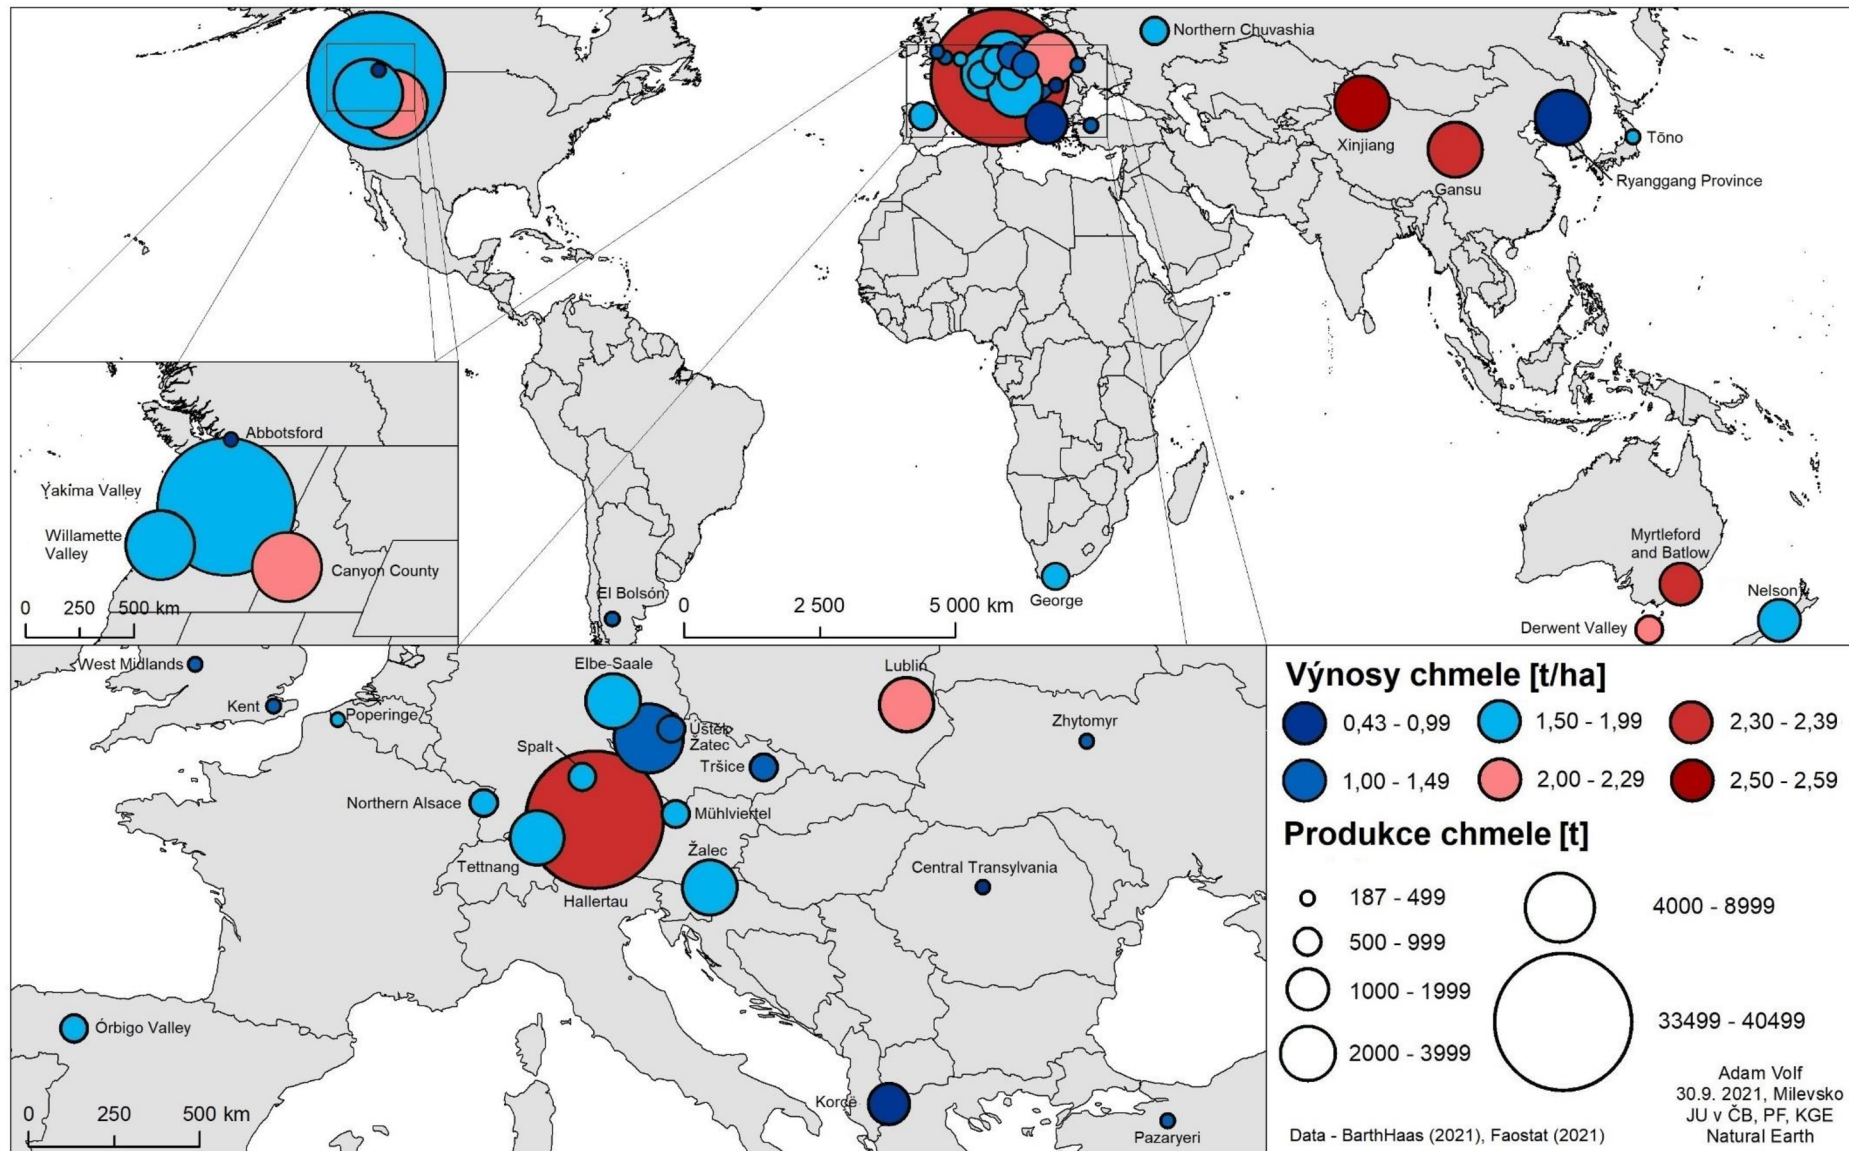 Northern Chuvashia
Xinjiang
Gansu
Tōno
Ryanggang Province
Abbotsford
Yakima Valley
Willamette
Valley
Canyon County
0 250 500 km
El Bolsón
0 2 500 5 000 km
George
Myrtleford
and Batlow
Nelson
Derwent Valley
West Midlands
Kent
Poperinge
Elbe-Saale
Lublin
Úštěk
Žatec
Spalt
Tršice
Zhytomyr
Northern Alsace
Mühlviertel
Tettnang
Žalec
Hallertau
Central Transylvania
Órbigo Valley
Korcë
Pazaryeri
0 250 500 km
Výnosy chmele [t/ha]
0,43 - 0,99
1,50 - 1,99
2,30 - 2,39
1,00 - 1,49
2,00 - 2,29
2,50 - 2,59
Produkce chmele [t]
187 - 499
500 - 999
1000 - 1999
2000 - 3999
4000 - 8999
33499 - 40499
Adam Volf
30.9. 2021, Milevsko
JU v ČB, PF, KGE
Natural Earth
Data - BarthHaas (2021), Faostat (2021)